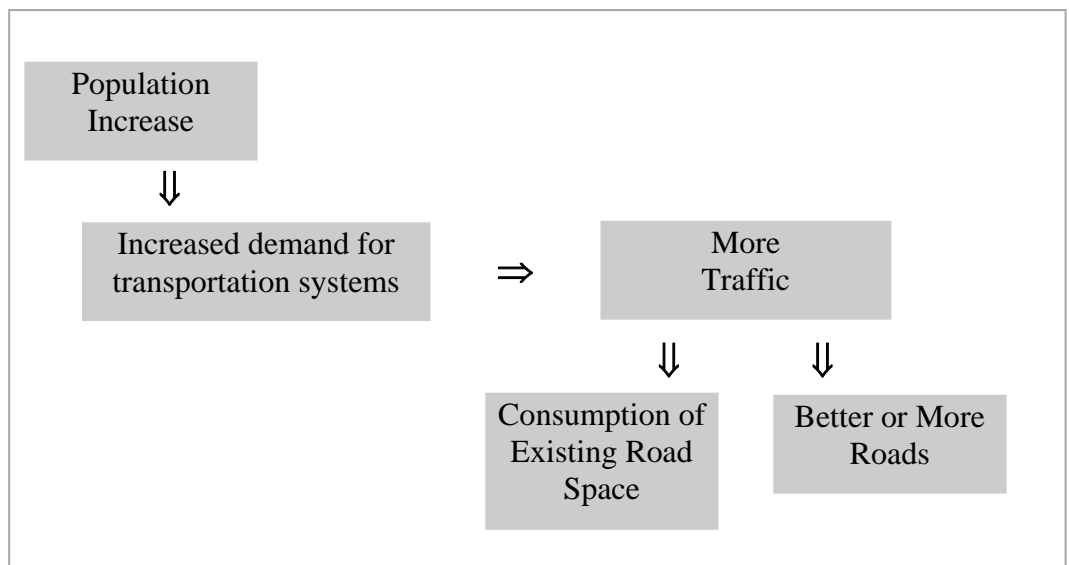 Population
Increase
⇓
Increased demand for
transportation systems
⇒
More
Traffic
⇓ ⇓
Consumption of
Existing Road
Space
Better or More
Roads